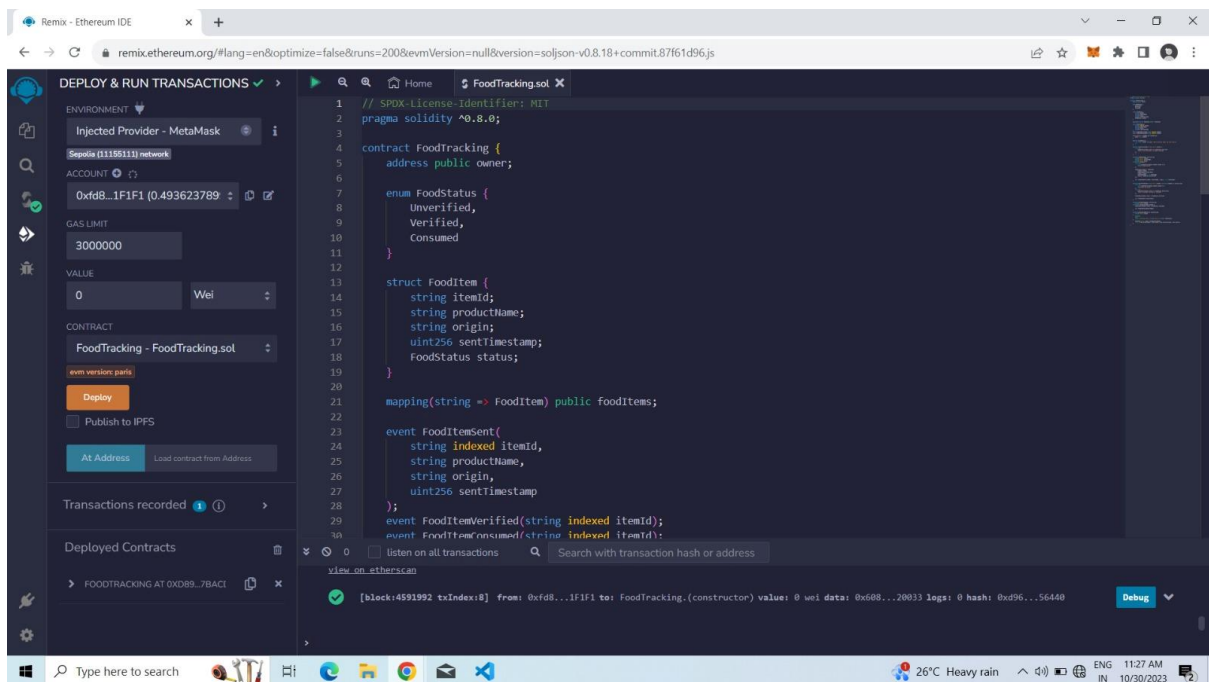 Remix - Ethereum IDE
remix.ethereum.org/#lang=en&optimize=false&runs=200&evmVersion=null&version=soljson-v0.8.18+commit.87f61d96.js
DEPLOY & RUN TRANSACTIONS
ENVIRONMENT
Injected Provider - MetaMask
Sepolia (11155111) network
ACCOUNT
0xfd8...1F1F1 (0.493623789
GAS LIMIT
3000000
VALUE
0 Wei
CONTRACT
FoodTracking - FoodTracking.sol
evm version: paris
Deploy
Publish to IPFS
At Address Load contract from Address
Transactions recorded 1
Deployed Contracts
FOODTRACKING AT 0XD89...7BACI
Home FoodTracking.sol
1 // SPDX-License-Identifier: MIT
2 pragma solidity ^0.8.0;
3
4 contract FoodTracking {
5 address public owner;
6
7 enum FoodStatus {
8 Unverified,
9 Verified,
10 Consumed
11 }
12
13 struct FoodItem {
14 string itemId;
15 string productName;
16 string origin;
17 uint256 sentTimestamp;
18 FoodStatus status;
19 }
20
21 mapping(string => FoodItem) public foodItems;
22
23 event FoodItemSent(
24 string indexed itemId,
25 string productName,
26 string origin,
27 uint256 sentTimestamp
28 );
29 event FoodItemVerified(string indexed itemId);
30 event FoodItemConsumed(string indexed itemId);
0 listen on all transactions Search with transaction hash or address
view on etherscan
[block:4591992 txIndex:8] from: 0xfd8...1F1F1 to: FoodTracking.(constructor) value: 0 wei data: 0x608...20033 logs: 0 hash: 0xd96...56440 Debug
>
Type here to search
26°C Heavy rain
ENG 11:27 AM
IN 10/30/2023
2